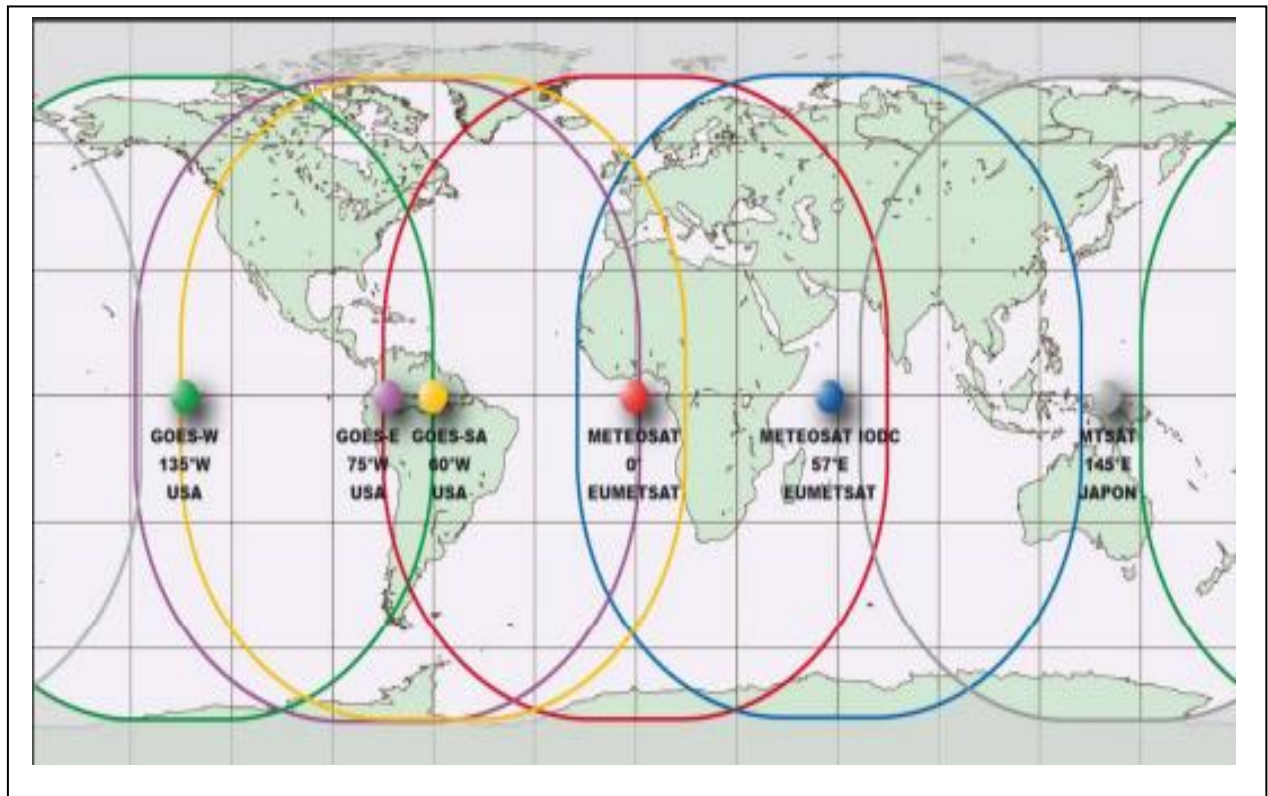 GOES-W
135°W
USA
GOES-E
75°W
USA
GOES-SA
60°W
USA
METEOSAT
0°
EUMETSAT
METEOSAT IODC
57°E
EUMETSAT
MTSAT
145°E
JAPON